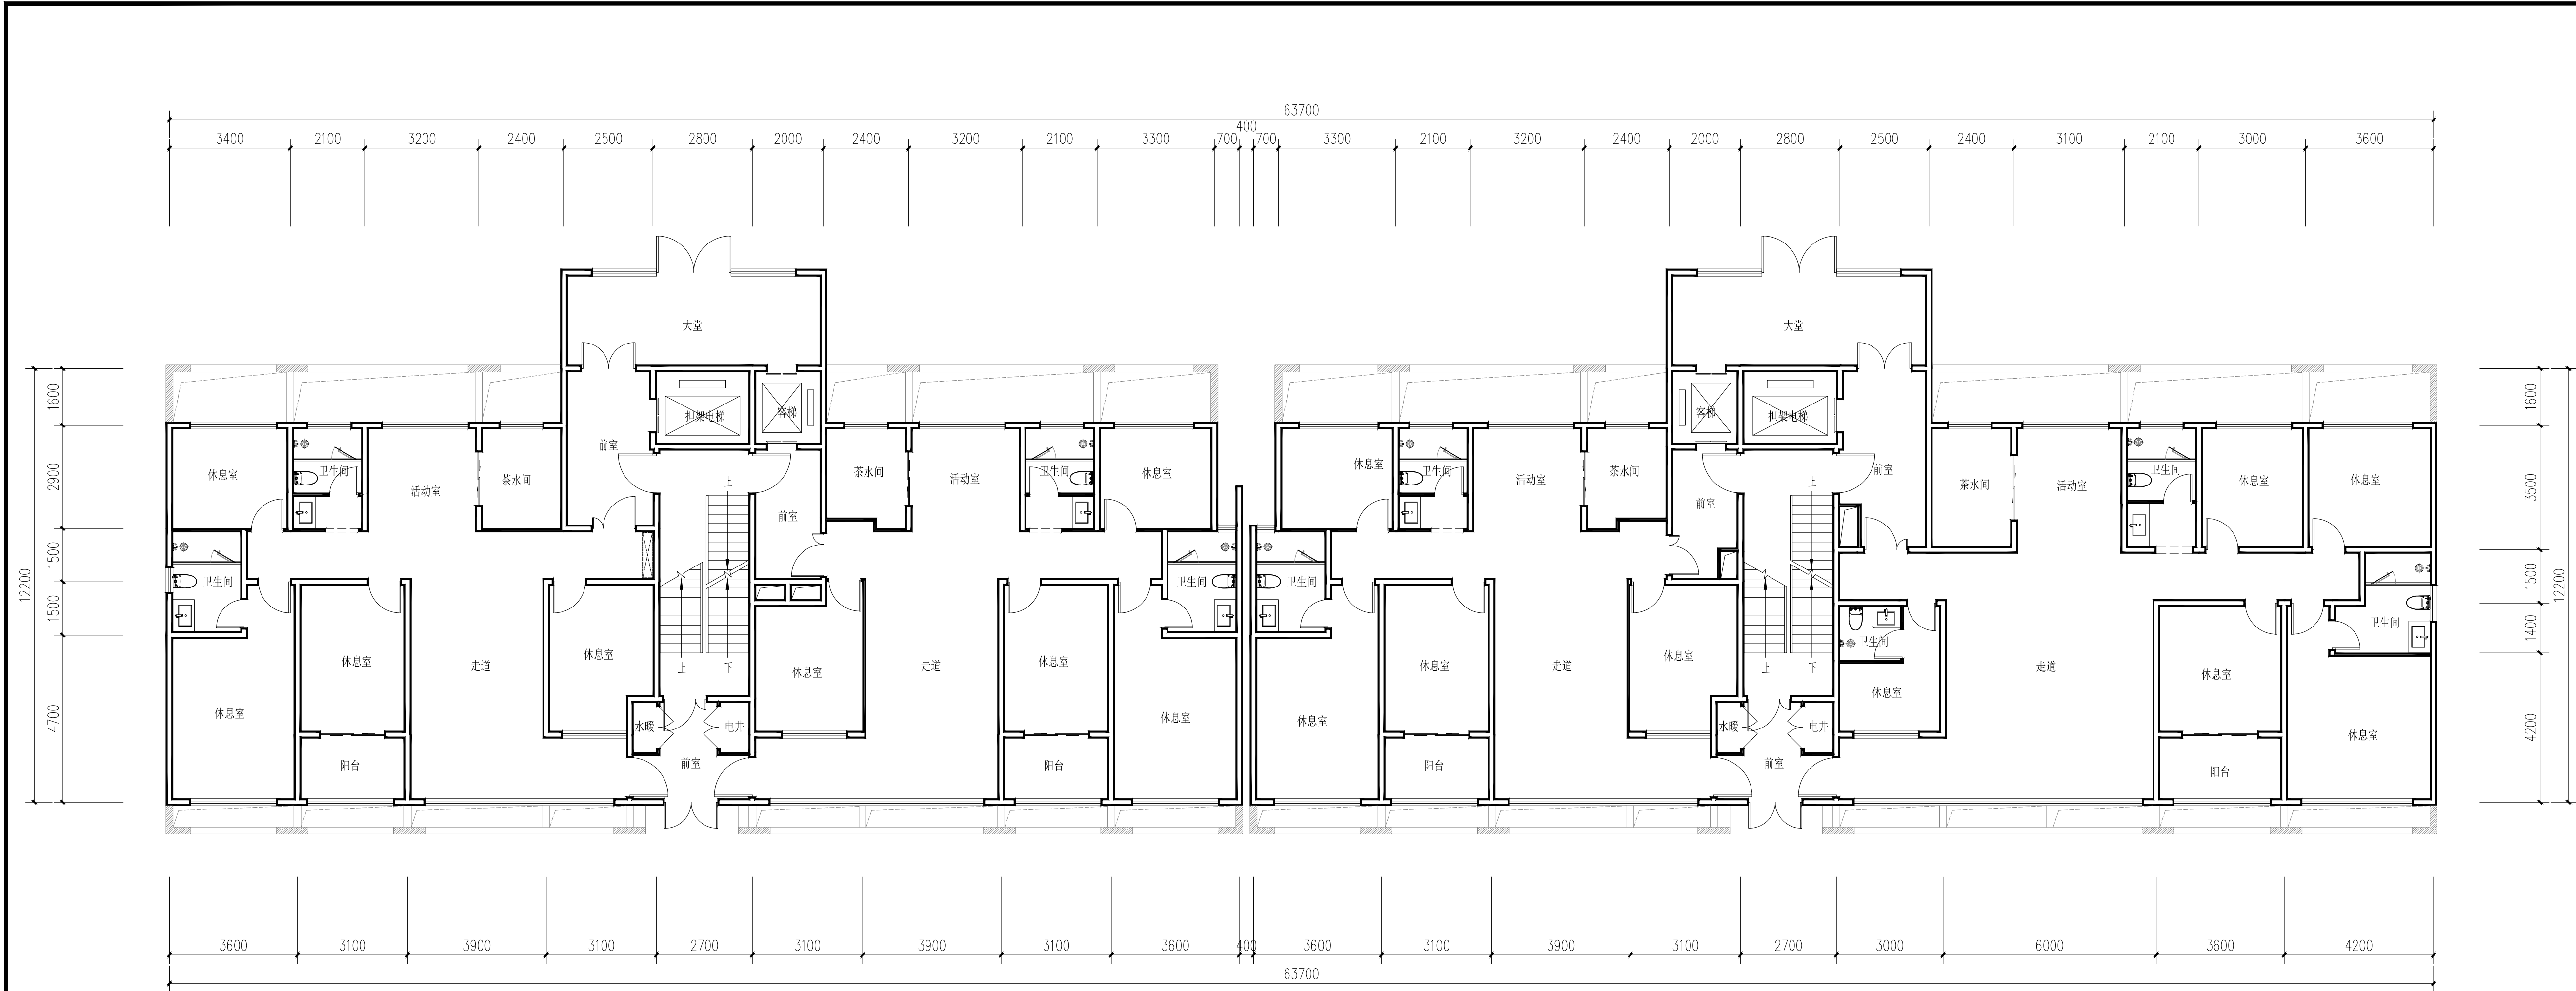 63700
400
3400 2100 3200 2400 2500 2800 2000 2400 3200 2100 3300 700 700 3300 2100 3200 2400 2000 2800 2500 2400 3100 2100 3000 3600
大堂 大堂
1600 1600
担架电梯 客梯 客梯 担架电梯
前室 前室
休息室 卫生间 活动室 茶水间 茶水间 活动室 卫生间 休息室 休息室 卫生间 活动室 茶水间 茶水间 活动室 卫生间 休息室 休息室
2900 3500
上 上
前室 前室
12200 1500 1500 12200
卫生间 卫生间 卫生间
1500 1400
卫生间 卫生间
休息室 走道 休息室 上 下 休息室 走道 休息室 休息室 走道 休息室 上 下 休息室 走道 休息室
休息室 休息室 休息室 休息室
4700 4200
水暖 电井 水暖 电井
阳台 前室 阳台 阳台 前室 阳台
3600 3100 3900 3100 2700 3100 3900 3100 3600 400 3600 3100 3900 3100 2700 3000 6000 3600 4200
63700